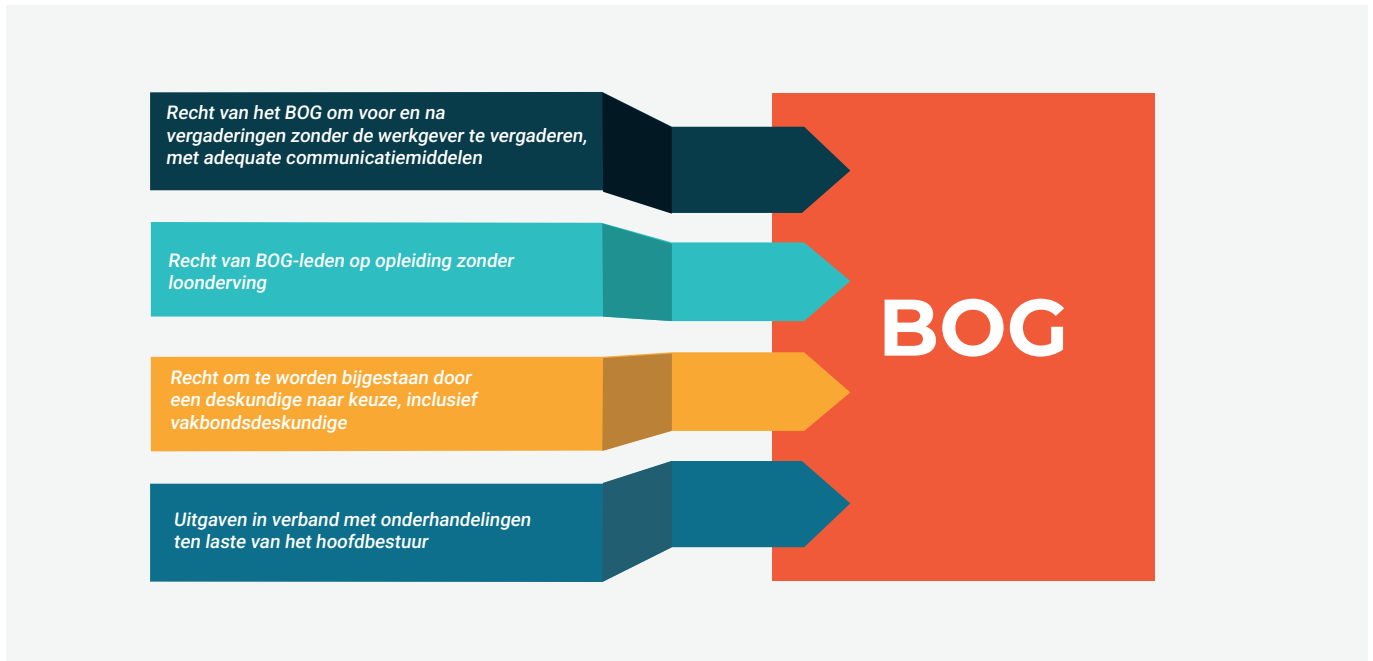 Recht van het BOG om voor en na
vergaderingen zonder de werkgever te vergaderen,
met adequate communicatiemiddelen
Recht van BOG-leden op opleiding zonder
loonderving
Recht om te worden bijgestaan door
een deskundige naar keuze, inclusief
vakbondsdeskundige
Uitgaven in verband met onderhandelingen
ten laste van het hoofdbestuur
BOG